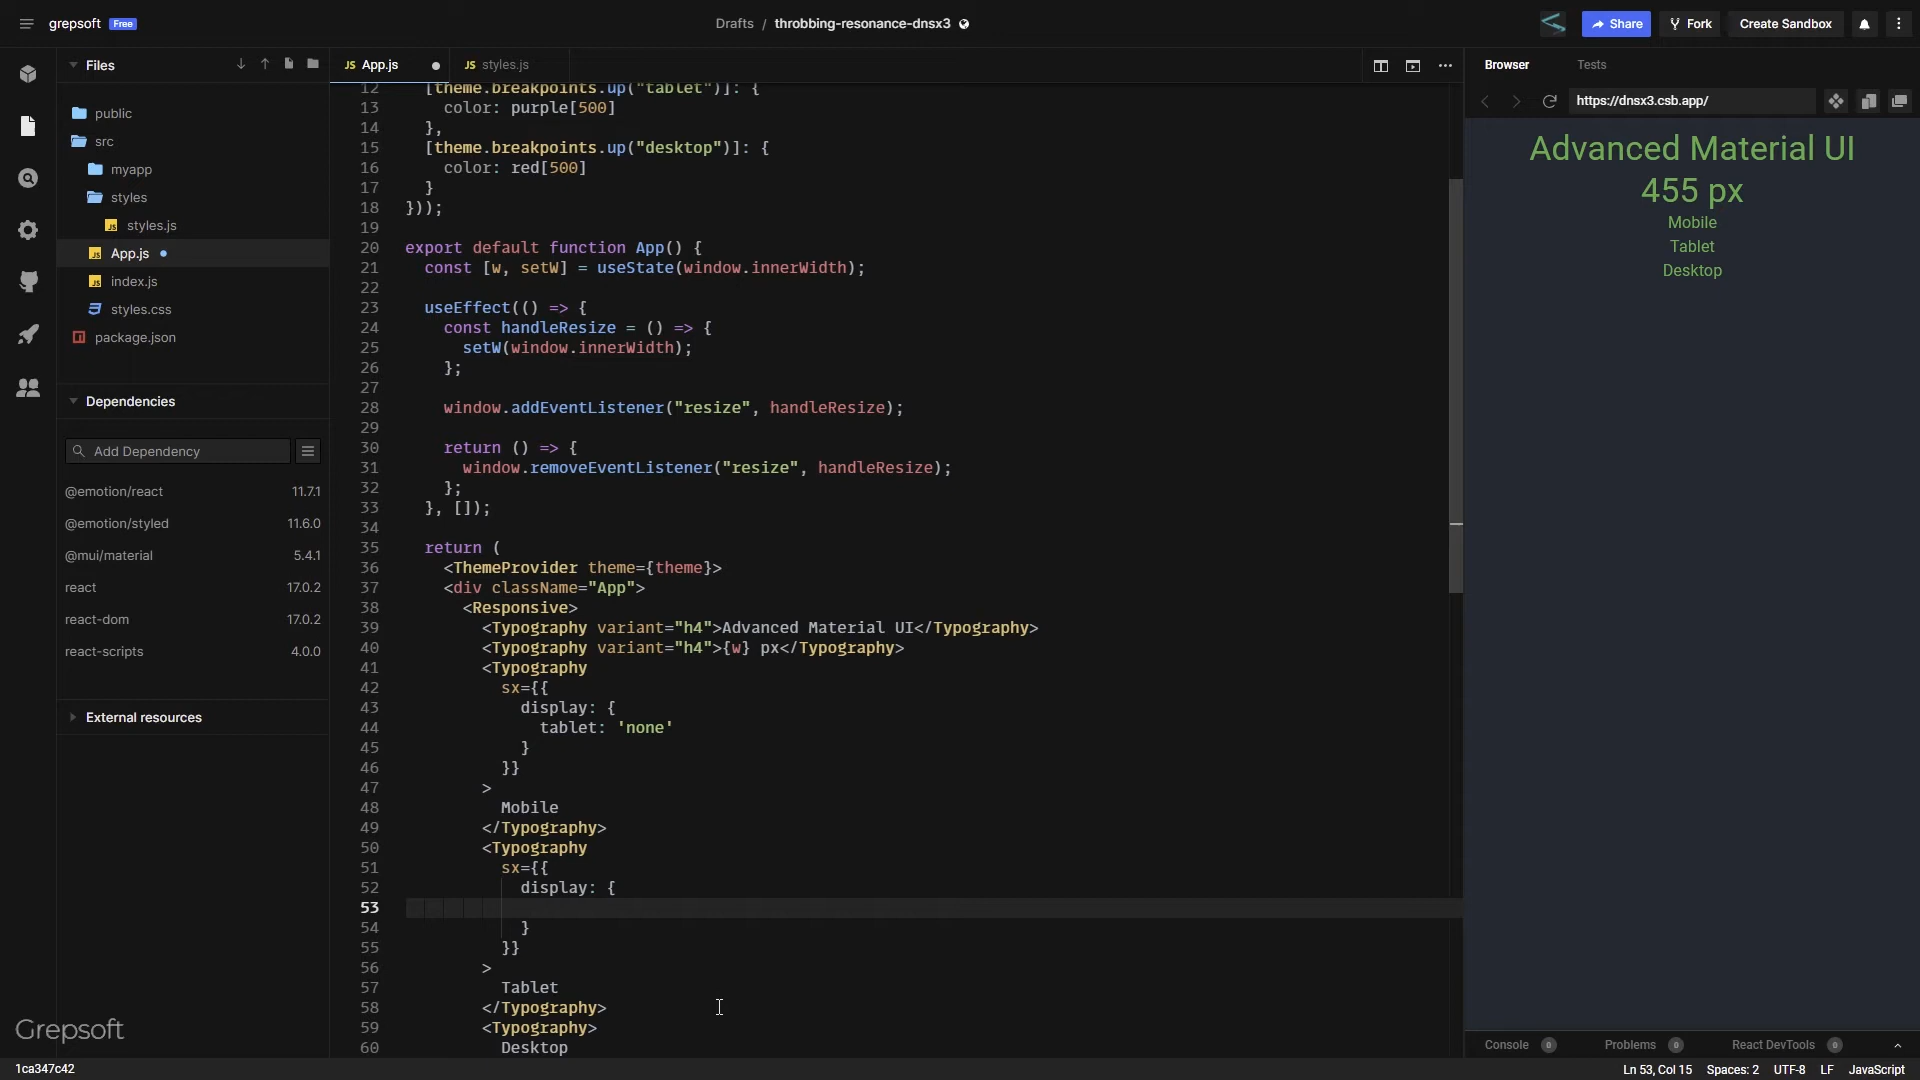 grepsoft Free
Drafts / throbbing-resonance-dnsx3
Share
Fork
Create Sandbox
Files
public
src
myapp
styles
JS styles.js
JS App.js
JS index.js
styles.css
package.json
Dependencies
Add Dependency
@emotion/react 11.7.1
@emotion/styled 11.6.0
@mui/material 5.4.1
react 17.0.2
react-dom 17.0.2
react-scripts 4.0.0
External resources
Grepsoft
JS App.js
JS styles.js
12 [theme.breakpoints.up("tablet")]: {
13 color: purple[500]
14 },
15 [theme.breakpoints.up("desktop")]: {
16 color: red[500]
17 }
18 }));
19
20 export default function App() {
21 const [w, setW] = useState(window.innerWidth);
22
23 useEffect(() => {
24 const handleResize = () => {
25 setW(window.innerWidth);
26 };
27
28 window.addEventListener("resize", handleResize);
29
30 return () => {
31 window.removeEventListener("resize", handleResize);
32 };
33 }, []);
34
35 return (
36 <ThemeProvider theme={theme}>
37 <div className="App">
38 <Responsive>
39 <Typography variant="h4">Advanced Material UI</Typography>
40 <Typography variant="h4">{w} px</Typography>
41 <Typography
42 sx={{
43 display: {
44 tablet: 'none'
45 }
46 }}
47 >
48 Mobile
49 </Typography>
50 <Typography
51 sx={{
52 display: {
53
54 }
55 }}
56 >
57 Tablet
58 </Typography>
59 <Typography>
60 Desktop
Browser
Tests
https://dnsx3.csb.app/
Advanced Material UI
455 px
Mobile
Tablet
Desktop
Console 0
Problems 0
React DevTools 0
1ca347c42
Ln 53, Col 15
Spaces: 2
UTF-8
LF
JavaScript